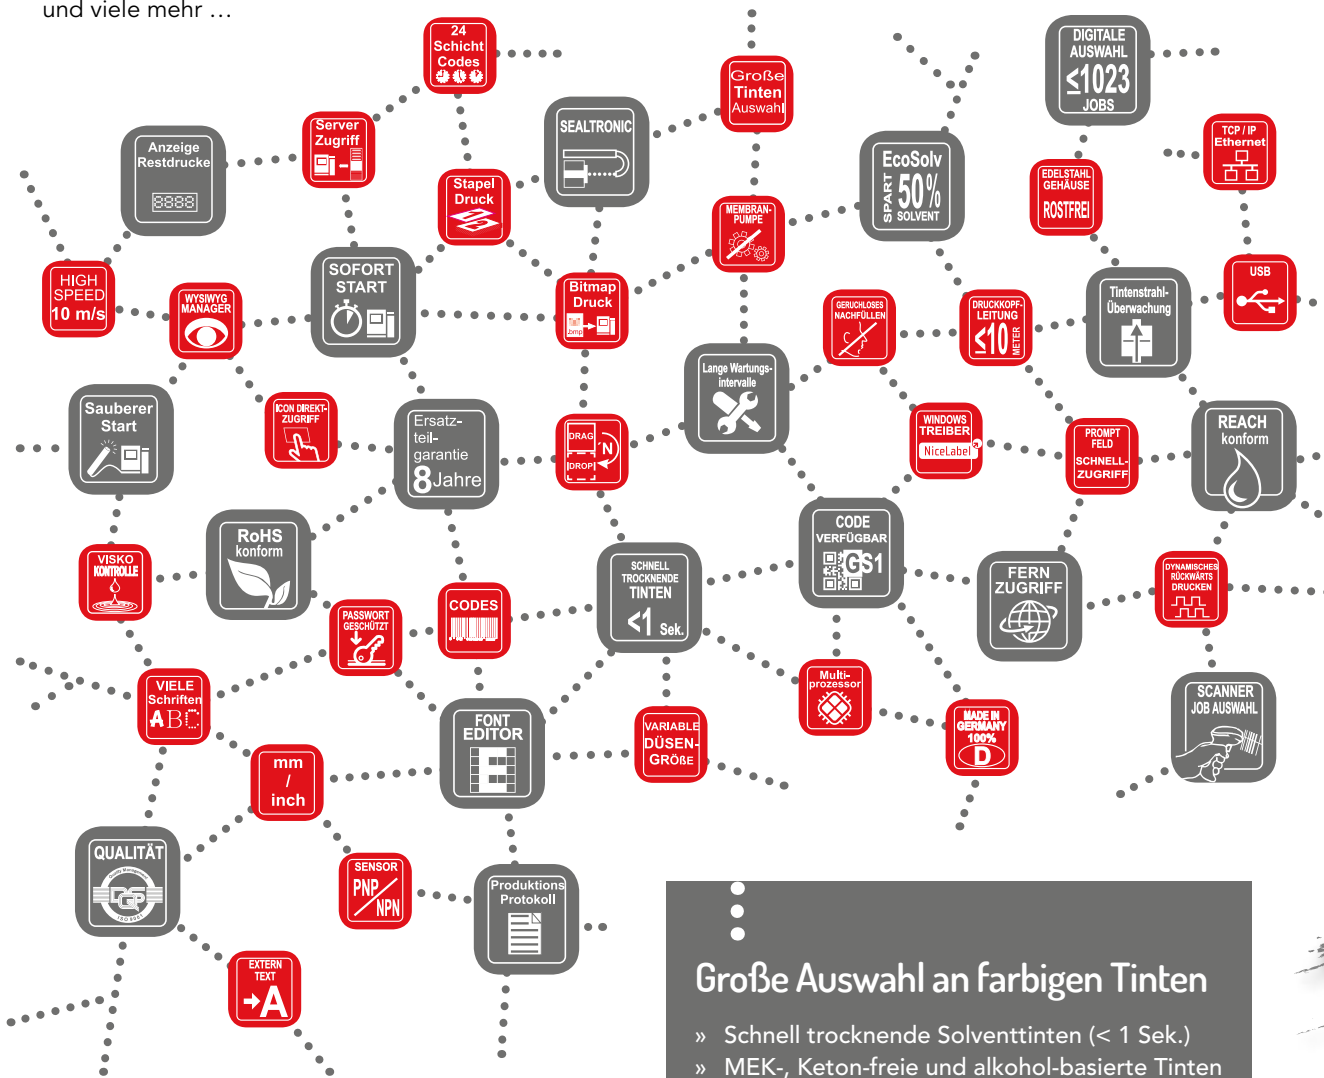 und viele mehr …
24
Schicht
Codes
DIGITALE
AUSWAHL
≤1023
JOBS
Große
Tinten
Auswahl
SEALTRONIC
Server
Zugriff
TCP / IP
Ethernet
Anzeige
Restdrucke
8888
EcoSolv
SPART
50%
SOLVENT
EDELSTAHL
GEHÄUSE
ROSTFREI
Stapel
Druck
MEMBRAN-
PUMPE
HIGH
SPEED
10 m/s
SOFORT
START
USB
WYSIWYG
MANAGER
Bitmap
Druck
.bmp
GERUCHLOSES
NACHFÜLLEN
DRUCKKOPF-
LEITUNG
≤10
METER
Tintenstrahl-
Überwachung
Lange Wartungs-
intervalle
Sauberer
Start
ICON DIREKT-
ZUGRIFF
Ersatz-
teil-
garantie
8 Jahre
DRAG
'N
DROP
WINDOWS
TREIBER
NiceLabel
PROMPT
FELD
SCHNELL-
ZUGRIFF
REACH
konform
RoHS
konform
CODE
VERFÜGBAR
GS1
VISKO
KONTROLLE
SCHNELL
TROCKNENDE
TINTEN
<1 Sek.
FERN
ZUGRIFF
DYNAMISCHES
RÜCKWÄRTS
DRUCKEN
PASSWORT
GESCHÜTZT
CODES
VIELE
Schriften
ABC
Multi-
prozessor
SCANNER
JOB AUSWAHL
FONT
EDITOR
E
VARIABLE
DÜSEN-
GRÖßE
MADE IN
GERMANY
100%
D
mm
/
inch
QUALITÄT
Quality Management
DQS
ISO 9001
SENSOR
PNP
NPN
Produktions
Protokoll
EXTERN
TEXT
→A
Große Auswahl an farbigen Tinten
» Schnell trocknende Solventtinten (< 1 Sek.)
» MEK-, Keton-freie und alkohol-basierte Tinten